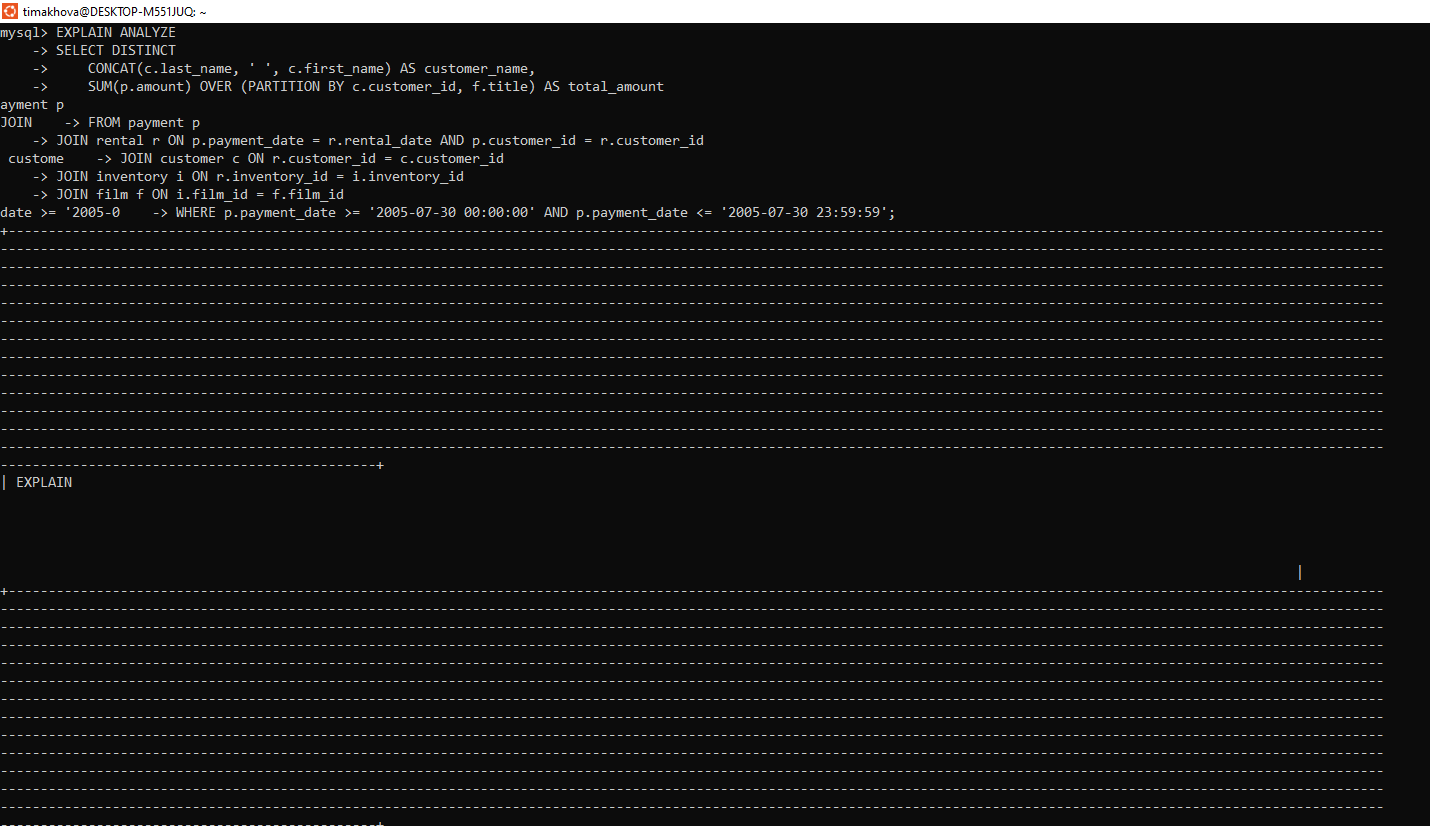 timakhova@DESKTOP-M551JUQ: ~
mysql> EXPLAIN ANALYZE
    -> SELECT DISTINCT
    ->     CONCAT(c.last_name, ' ', c.first_name) AS customer_name,
    ->     SUM(p.amount) OVER (PARTITION BY c.customer_id, f.title) AS total_amount
ayment p
JOIN    -> FROM payment p
    -> JOIN rental r ON p.payment_date = r.rental_date AND p.customer_id = r.customer_id
 custome    -> JOIN customer c ON r.customer_id = c.customer_id
    -> JOIN inventory i ON r.inventory_id = i.inventory_id
    -> JOIN film f ON i.film_id = f.film_id
date >= '2005-0    -> WHERE p.payment_date >= '2005-07-30 00:00:00' AND p.payment_date <= '2005-07-30 23:59:59';
| EXPLAIN
|